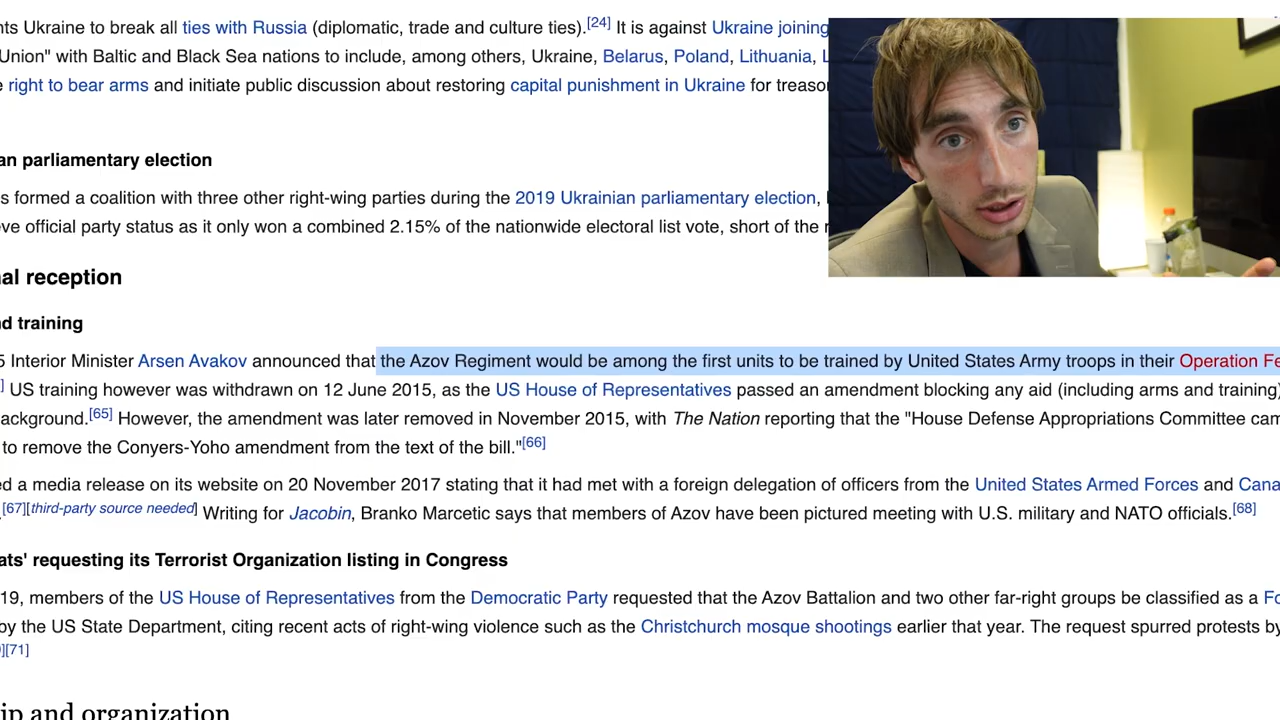 nts Ukraine to break all ties with Russia (diplomatic, trade and culture ties).[24] It is against Ukraine joining
Union" with Baltic and Black Sea nations to include, among others, Ukraine, Belarus, Poland, Lithuania, L
e right to bear arms and initiate public discussion about restoring capital punishment in Ukraine for treaso
an parliamentary election
s formed a coalition with three other right-wing parties during the 2019 Ukrainian parliamentary election,
ve official party status as it only won a combined 2.15% of the nationwide electoral list vote, short of the
nal reception
nd training
5 Interior Minister Arsen Avakov announced that the Azov Regiment would be among the first units to be trained by United States Army troops in their Operation Fe
] US training however was withdrawn on 12 June 2015, as the US House of Representatives passed an amendment blocking any aid (including arms and training)
ackground.[65] However, the amendment was later removed in November 2015, with The Nation reporting that the "House Defense Appropriations Committee cam
to remove the Conyers-Yoho amendment from the text of the bill."[66]
ed a media release on its website on 20 November 2017 stating that it had met with a foreign delegation of officers from the United States Armed Forces and Cana
.[67][third-party source needed] Writing for Jacobin, Branko Marcetic says that members of Azov have been pictured meeting with U.S. military and NATO officials.[68]
ats' requesting its Terrorist Organization listing in Congress
19, members of the US House of Representatives from the Democratic Party requested that the Azov Battalion and two other far-right groups be classified as a Fo
by the US State Department, citing recent acts of right-wing violence such as the Christchurch mosque shootings earlier that year. The request spurred protests by
][71]
ip and organization